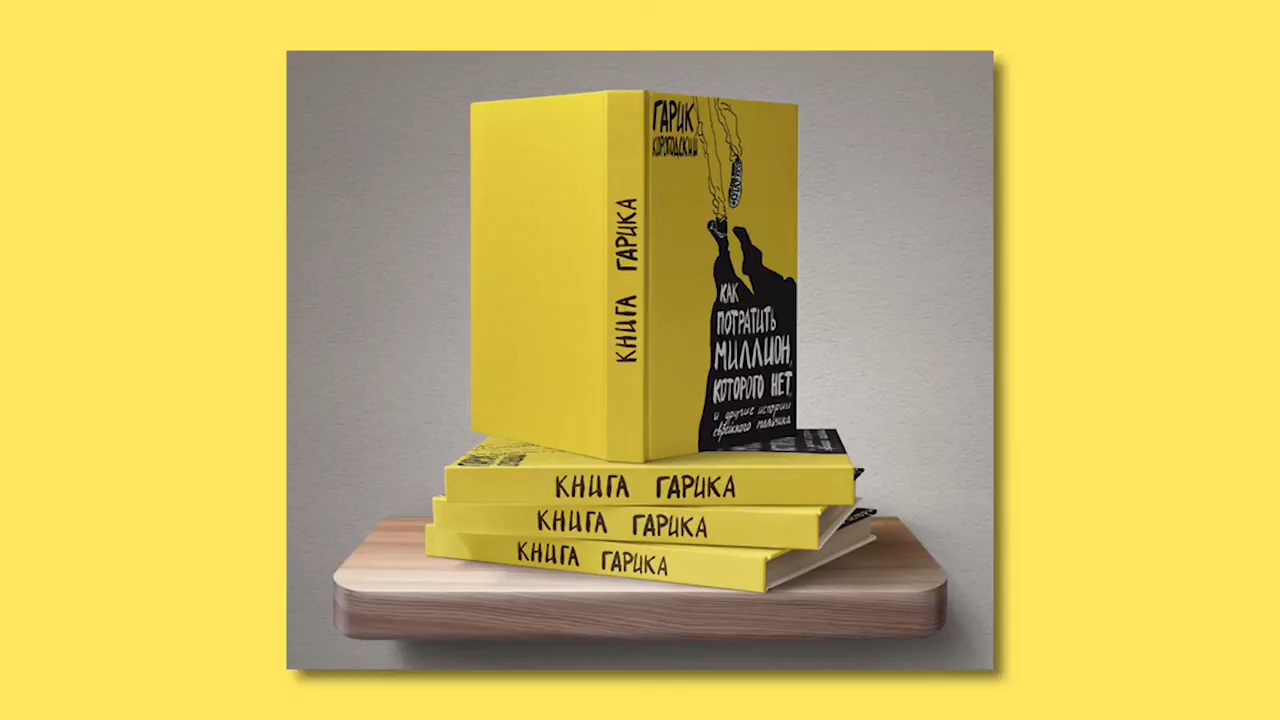 ГАРИК
КОРОГОДСКИЙ
КНИГА ГАРИКА
КАК
ПОТРАТИТЬ
МИЛЛИОН,
КОТОРОГО НЕТ,
и другие истории
еврейского мальчика
КНИГА ГАРИКА
КНИГА ГАРИКА
КНИГА ГАРИКА